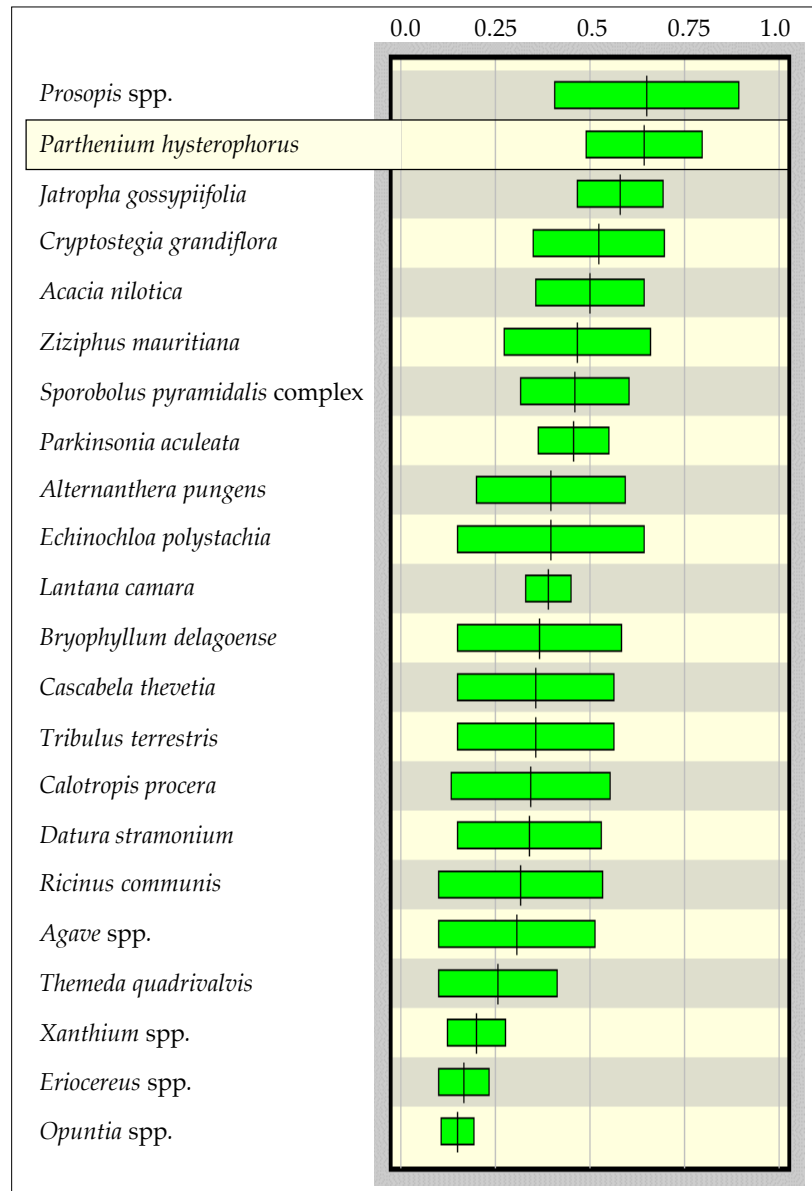 0.0 0.25 0.5 0.75 1.0
Prosopis spp.
Parthenium hysterophorus
Jatropha gossypiifolia
Cryptostegia grandiflora
Acacia nilotica
Ziziphus mauritiana
Sporobolus pyramidalis complex
Parkinsonia aculeata
Alternanthera pungens
Echinochloa polystachia
Lantana camara
Bryophyllum delagoense
Cascabela thevetia
Tribulus terrestris
Calotropis procera
Datura stramonium
Ricinus communis
Agave spp.
Themeda quadrivalvis
Xanthium spp.
Eriocereus spp.
Opuntia spp.